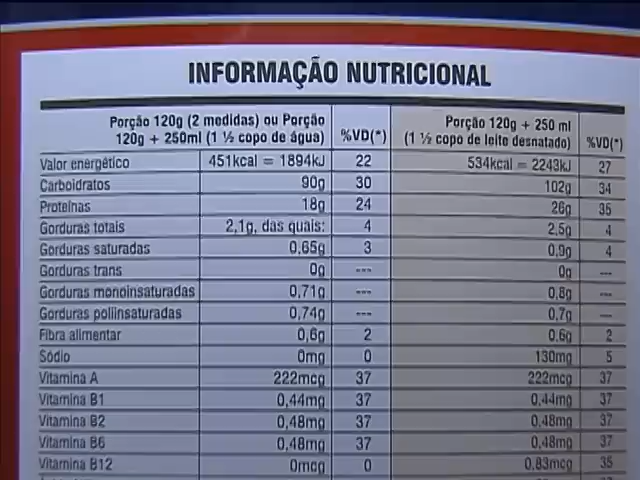 INFORMAÇÃO NUTRICIONAL
Porção 120g (2 medidas) ou Porção 120g + 250ml (1 ½ copo de água) %VD(*) Porção 120g + 250 ml (1 ½ copo de leite desnatado) %VD(*)
Valor energético 451kcal = 1894kJ 22 534kcal = 2243kJ 27
Carboidratos 90g 30 102g 34
Proteínas 18g 24 26g 35
Gorduras totais 2,1g, das quais: 4 2,5g 4
Gorduras saturadas 0,65g 3 0,9g 4
Gorduras trans 0g --- 0g ---
Gorduras monoinsaturadas 0,71g --- 0,8g ---
Gorduras poliinsaturadas 0,74g --- 0,7g ---
Fibra alimentar 0,6g 2 0,6g 2
Sódio 0mg 0 130mg 5
Vitamina A 222mcg 37 222mcg 37
Vitamina B1 0,44mg 37 0,44mg 37
Vitamina B2 0,48mg 37 0,48mg 37
Vitamina B6 0,48mg 37 0,48mg 37
Vitamina B12 0mcg 0 0,83mcg 35